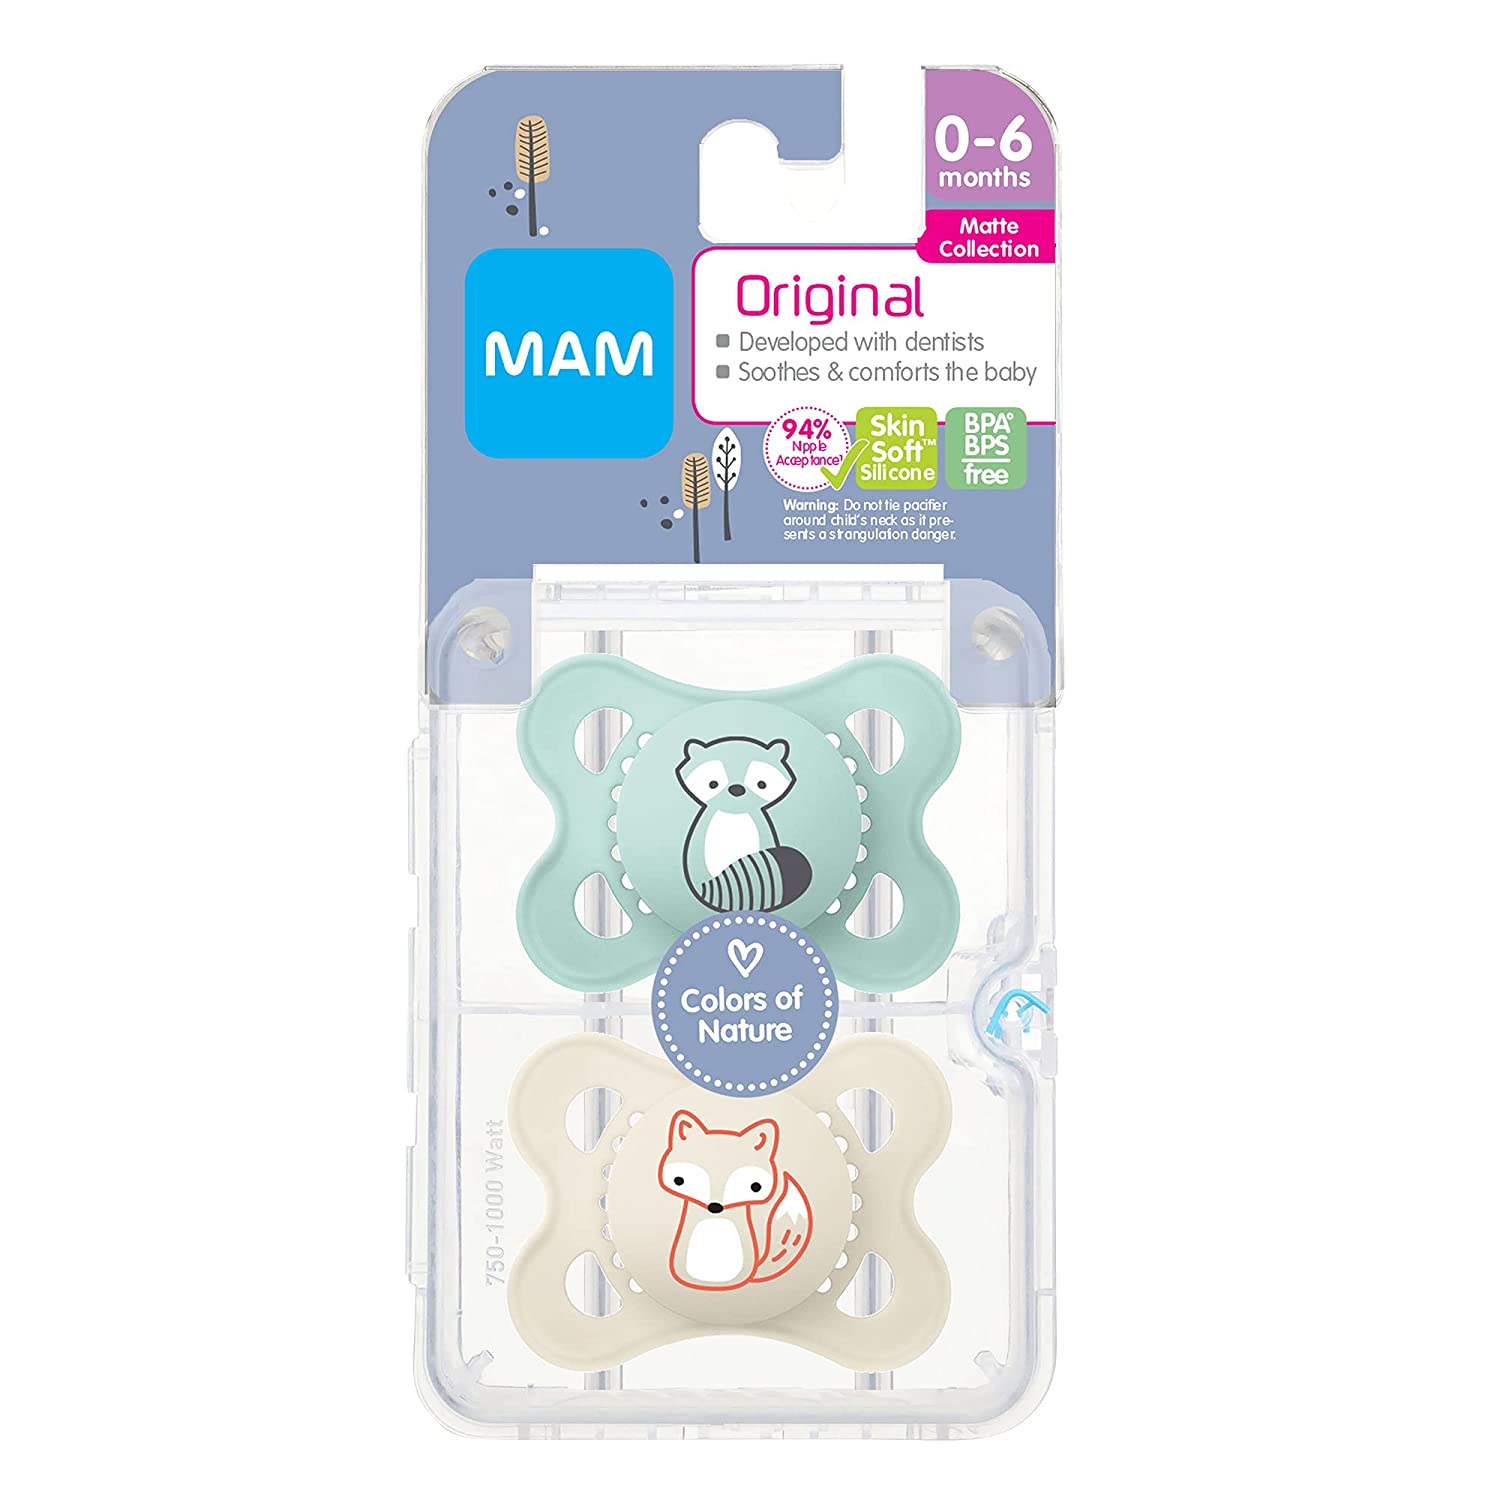 0-6
months
Matte
Collection
MAM
Original
Developed with dentists
Soothes & comforts the baby
94%
Nipple
Acceptance¹
Skin
Soft™
Silicone
BPA°
BPS
free
Warning: Do not tie pacifier
around child's neck as it pre-
sents a strangulation danger.
Colors of
Nature
750-1000 Watt